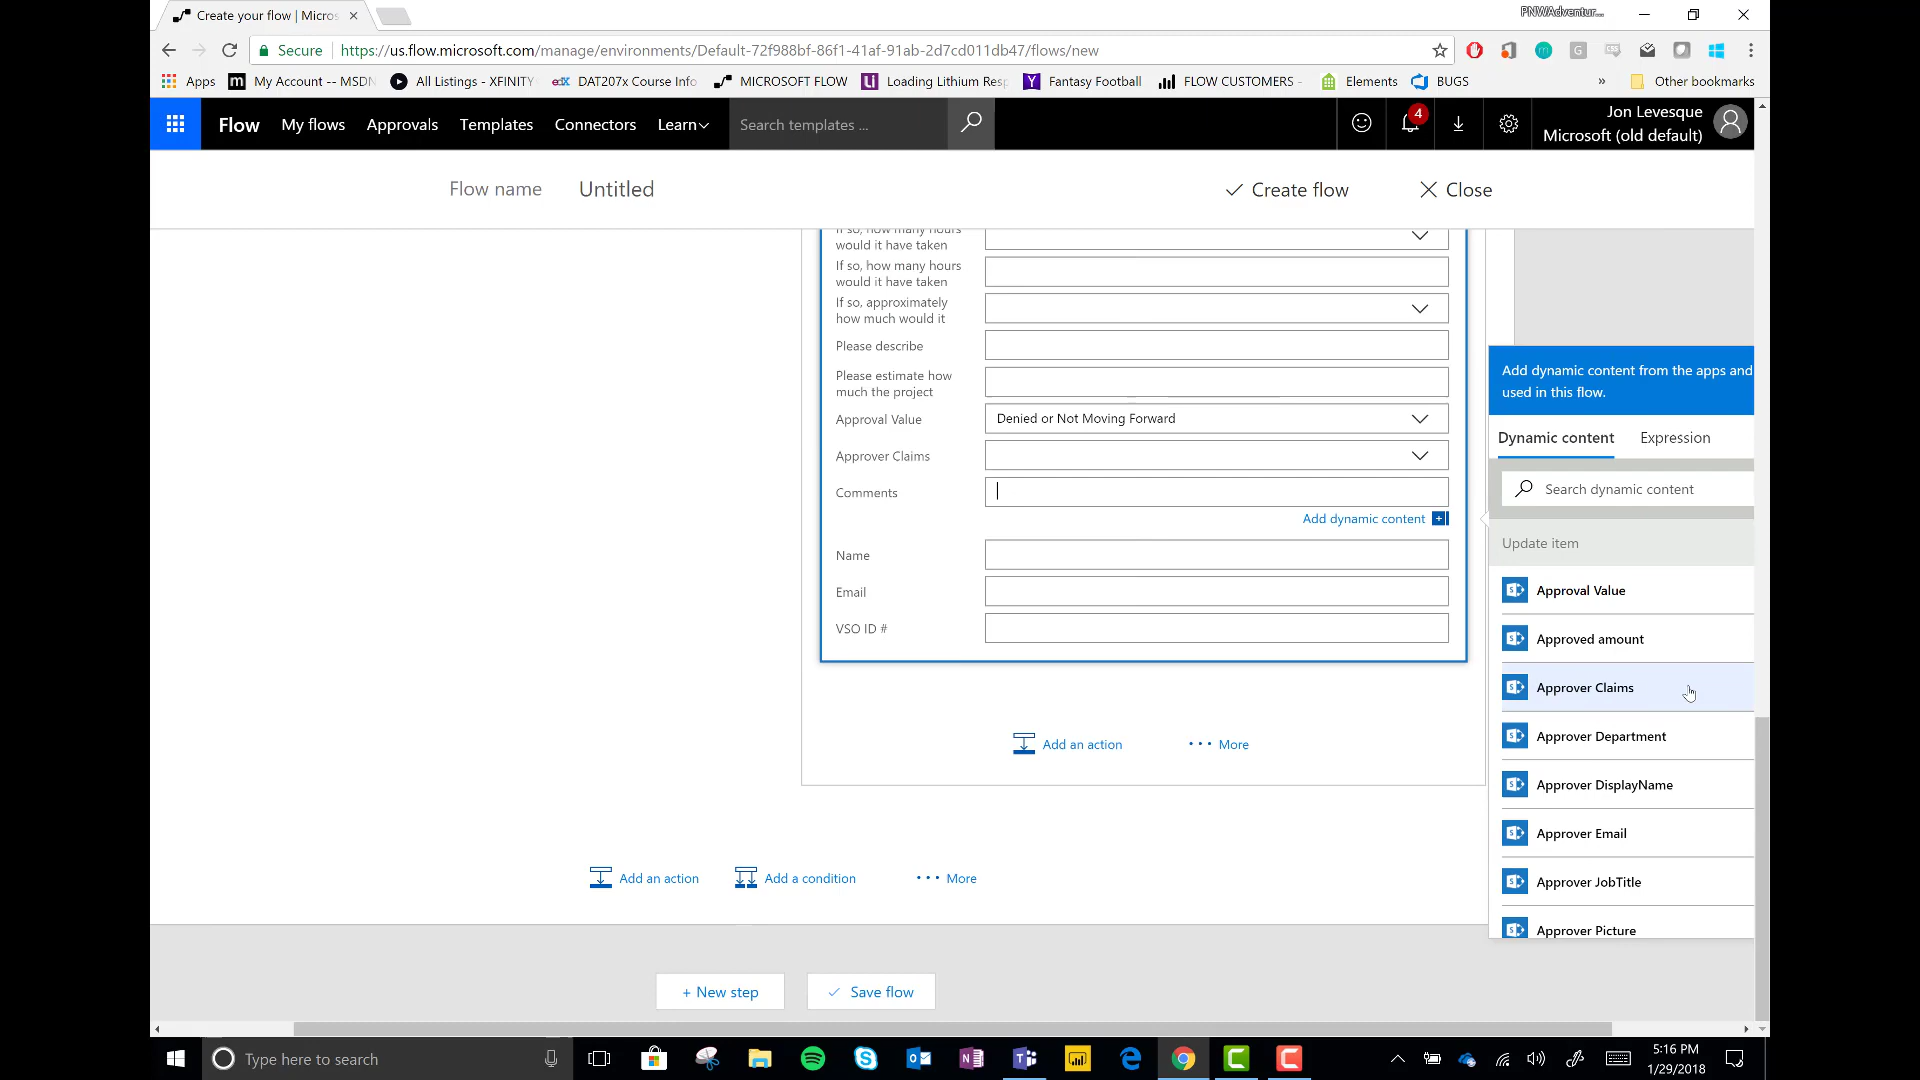 Create your flow | Micros
PNWAdventur...
Secure
https://us.flow.microsoft.com/manage/environments/Default-72f988bf-86f1-41af-91ab-2d7cd011db47/flows/new
Apps
My Account -- MSDN
All Listings - XFINITY
edX
DAT207x Course Info
MICROSOFT FLOW
Loading Lithium Resp
Fantasy Football
FLOW CUSTOMERS -
Elements
BUGS
»
Other bookmarks
Flow
My flows
Approvals
Templates
Connectors
Learn
Search templates ...
4
Jon Levesque
Microsoft (old default)
Flow name
Untitled
Create flow
Close
If so, how many hours
would it have taken
If so, how many hours
would it have taken
If so, approximately
how much would it
Please describe
Please estimate how
much the project
Approval Value
Denied or Not Moving Forward
Approver Claims
Comments
Add dynamic content
Name
Email
VSO ID #
Add an action
... More
Add an action
Add a condition
... More
+ New step
Save flow
Add dynamic content from the apps and
used in this flow.
Dynamic content
Expression
Search dynamic content
Update item
Approval Value
Approved amount
Approver Claims
Approver Department
Approver DisplayName
Approver Email
Approver JobTitle
Approver Picture
Type here to search
5:16 PM
1/29/2018